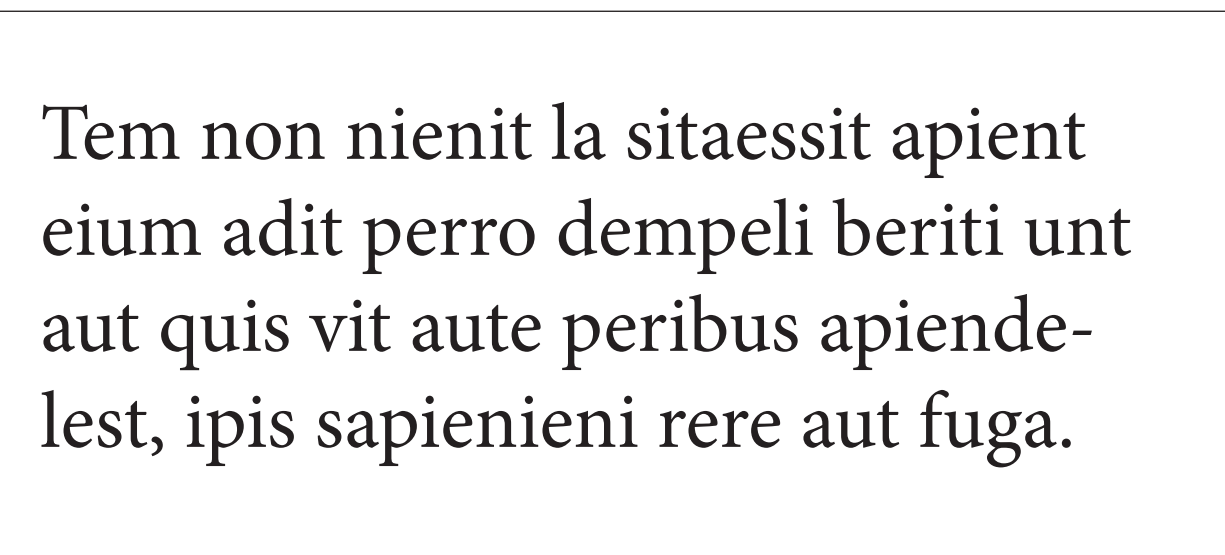 Tem non nienit la sitaessit apient
eium adit perro dempeli beriti unt
aut quis vit aute peribus apiende-
lest, ipis sapienieni rere aut fuga.